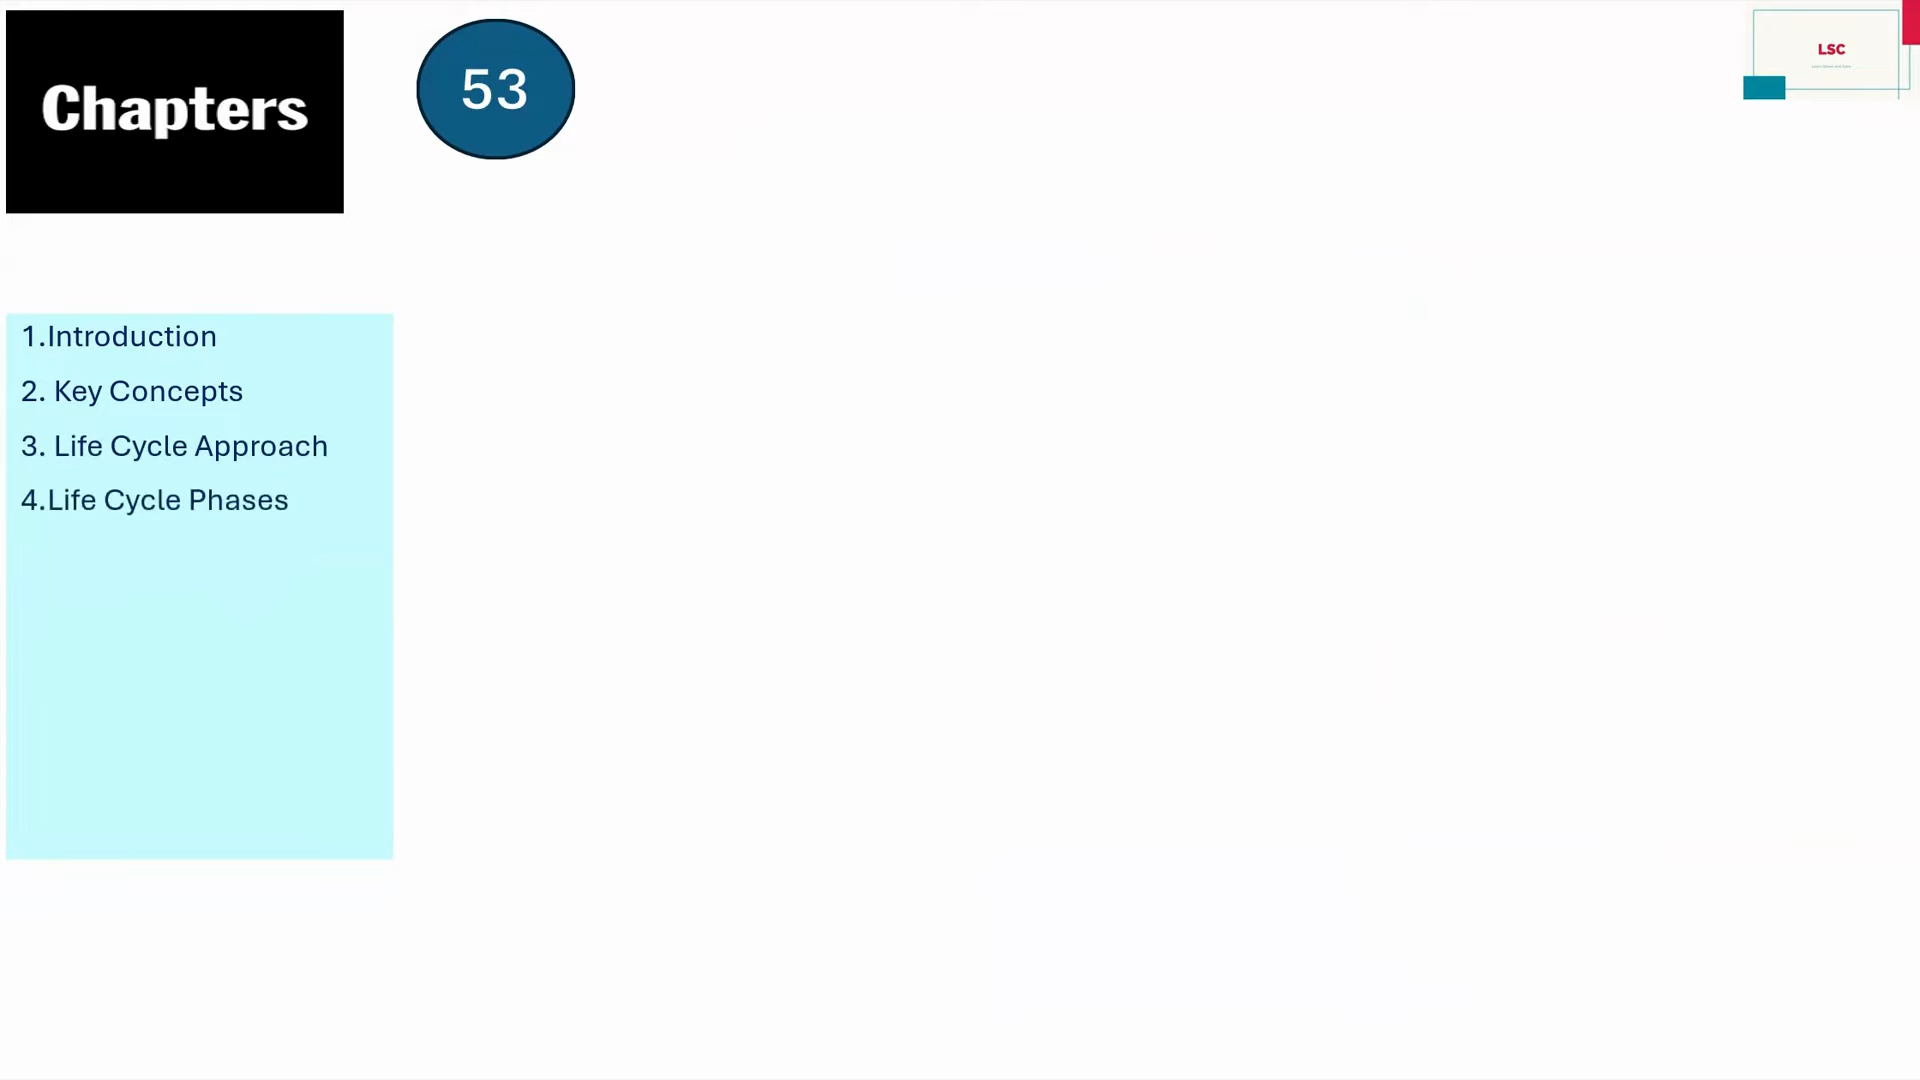 Chapters
53
LSC
1.Introduction
2. Key Concepts
3. Life Cycle Approach
4.Life Cycle Phases